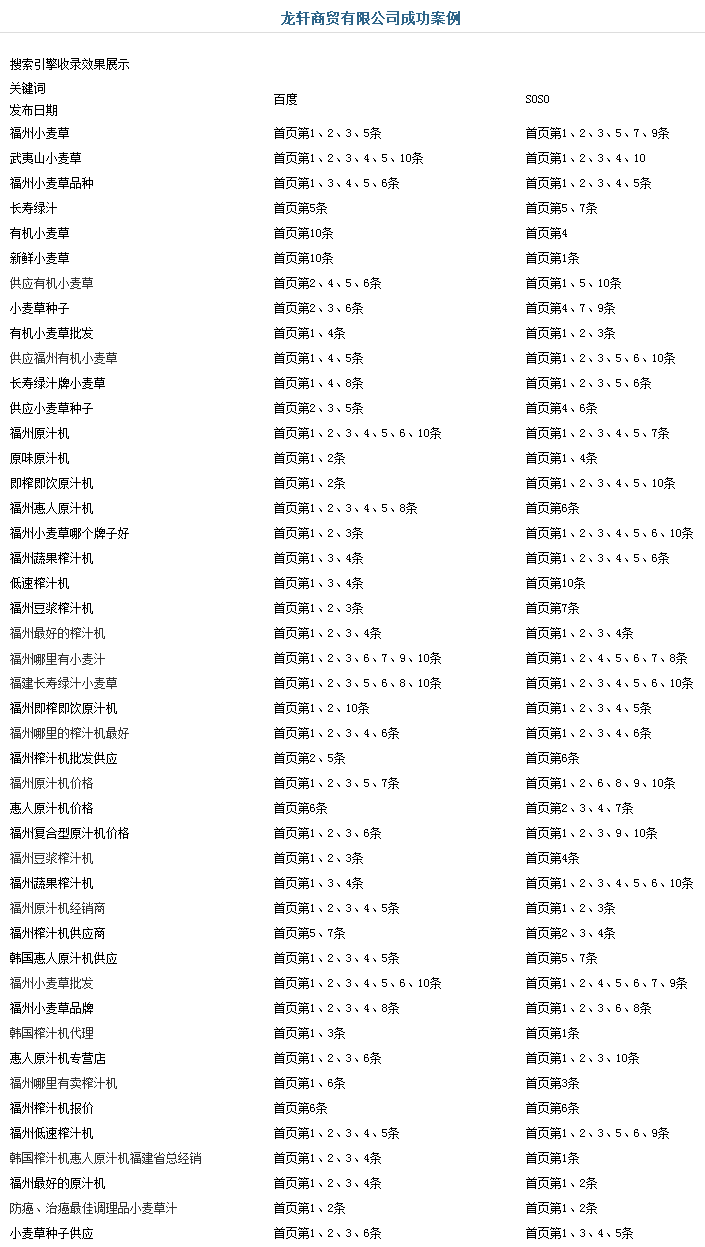 龙轩商贸有限公司成功案例
搜索引擎收录效果展示
关键词
发布日期 百度 SOSO
福州小麦草 首页第1、2、3、5条 首页第1、2、3、5、7、9条
武夷山小麦草 首页第1、2、3、4、5、10条 首页第1、2、3、4、10
福州小麦草品种 首页第1、3、4、5、6条 首页第1、2、3、4、5条
长寿绿汁 首页第5条 首页第5、7条
有机小麦草 首页第10条 首页第4
新鲜小麦草 首页第10条 首页第1条
供应有机小麦草 首页第2、4、5、6条 首页第1、5、10条
小麦草种子 首页第2、3、6条 首页第4、7、9条
有机小麦草批发 首页第1、4条 首页第1、2、3条
供应福州有机小麦草 首页第1、4、5条 首页第1、2、3、5、6、10条
长寿绿汁牌小麦草 首页第1、4、8条 首页第1、2、3、5、6条
供应小麦草种子 首页第2、3、5条 首页第4、6条
福州原汁机 首页第1、2、3、4、5、6、10条 首页第1、2、3、4、5、7条
原味原汁机 首页第1、2条 首页第1、4条
即榨即饮原汁机 首页第1、2条 首页第1、2、3、4、5、10条
福州惠人原汁机 首页第1、2、3、4、5、8条 首页第6条
福州小麦草哪个牌子好 首页第1、2、3条 首页第1、2、3、4、5、6、10条
福州蔬果榨汁机 首页第1、3、4条 首页第1、2、3、4、5、6条
低速榨汁机 首页第1、3、4条 首页第10条
福州豆浆榨汁机 首页第1、2、3条 首页第7条
福州最好的榨汁机 首页第1、2、3、4条 首页第1、2、3、4条
福州哪里有小麦汁 首页第1、2、3、6、7、9、10条 首页第1、2、4、5、6、7、8条
福建长寿绿汁小麦草 首页第1、2、3、5、6、8、10条 首页第1、2、3、4、5、6、10条
福州即榨即饮原汁机 首页第1、2、10条 首页第1、2、3、4、5条
福州哪里的榨汁机最好 首页第1、2、3、4、6条 首页第1、2、3、4、6条
福州榨汁机批发供应 首页第2、5条 首页第6条
福州原汁机价格 首页第1、2、3、5、7条 首页第1、2、6、8、9、10条
惠人原汁机价格 首页第6条 首页第2、3、4、7条
福州复合型原汁机价格 首页第1、2、3、6条 首页第1、2、3、9、10条
福州豆浆榨汁机 首页第1、2、3条 首页第4条
福州蔬果榨汁机 首页第1、3、4条 首页第1、2、3、4、5、6、10条
福州原汁机经销商 首页第1、2、3、4、5条 首页第1、2、3条
福州榨汁机供应商 首页第5、7条 首页第2、3、4条
韩国惠人原汁机供应 首页第1、2、3、4、5条 首页第5、7条
福州小麦草批发 首页第1、2、3、4、5、6、10条 首页第1、2、4、5、6、7、9条
福州小麦草品牌 首页第1、2、3、4、8条 首页第1、2、3、6、8条
韩国榨汁机代理 首页第1、3条 首页第1条
惠人原汁机专营店 首页第1、2、3、6条 首页第1、2、3、10条
福州哪里有卖榨汁机 首页第1、6条 首页第3条
福州榨汁机报价 首页第6条 首页第6条
福州低速榨汁机 首页第1、2、3、4、5条 首页第1、2、3、5、6、9条
韩国榨汁机惠人原汁机福建省总经销 首页第1、2、3、4条 首页第1条
福州最好的原汁机 首页第1、2、3、4条 首页第1、2条
防癌、治癌最佳调理品小麦草汁 首页第1、2条 首页第1、2条
小麦草种子供应 首页第1、2、3、6条 首页第1、3、4、5条